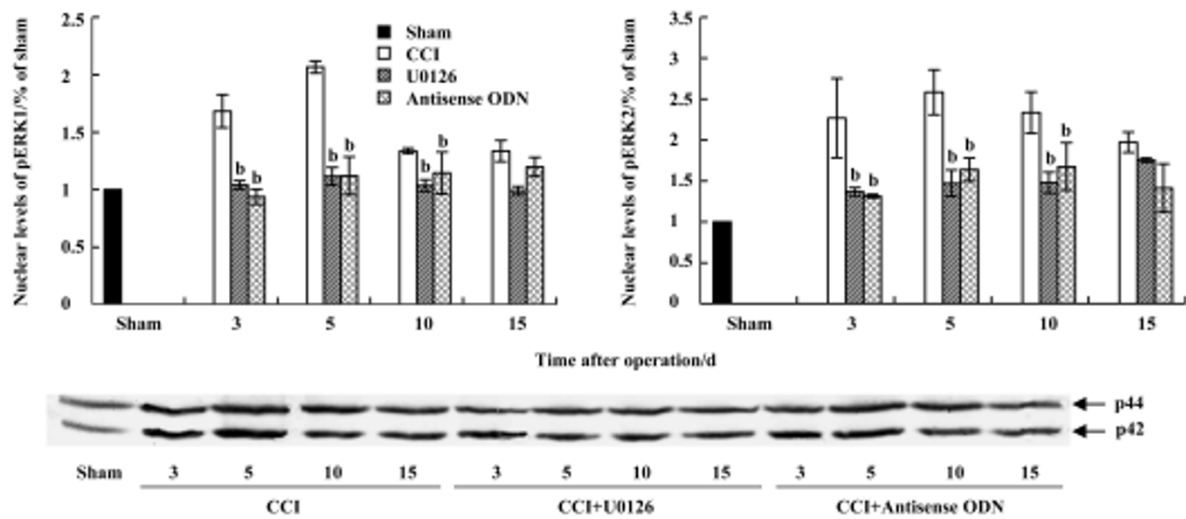 Nuclear levels of pERK1/% of sham
2.5
2
1.5
1
0.5
0
Sham
CCI
U0126
Antisense ODN
b b
b b
b b
Sham 3 5 10 15
Nuclear levels of pERK2/% of sham
3.5
3
2.5
2
1.5
1
0.5
0
b b
b b
b b
Sham 3 5 10 15
Time after operation/d
p44
p42
Sham 3 5 10 15 3 5 10 15 3 5 10 15
CCI CCI+U0126 CCI+Antisense ODN